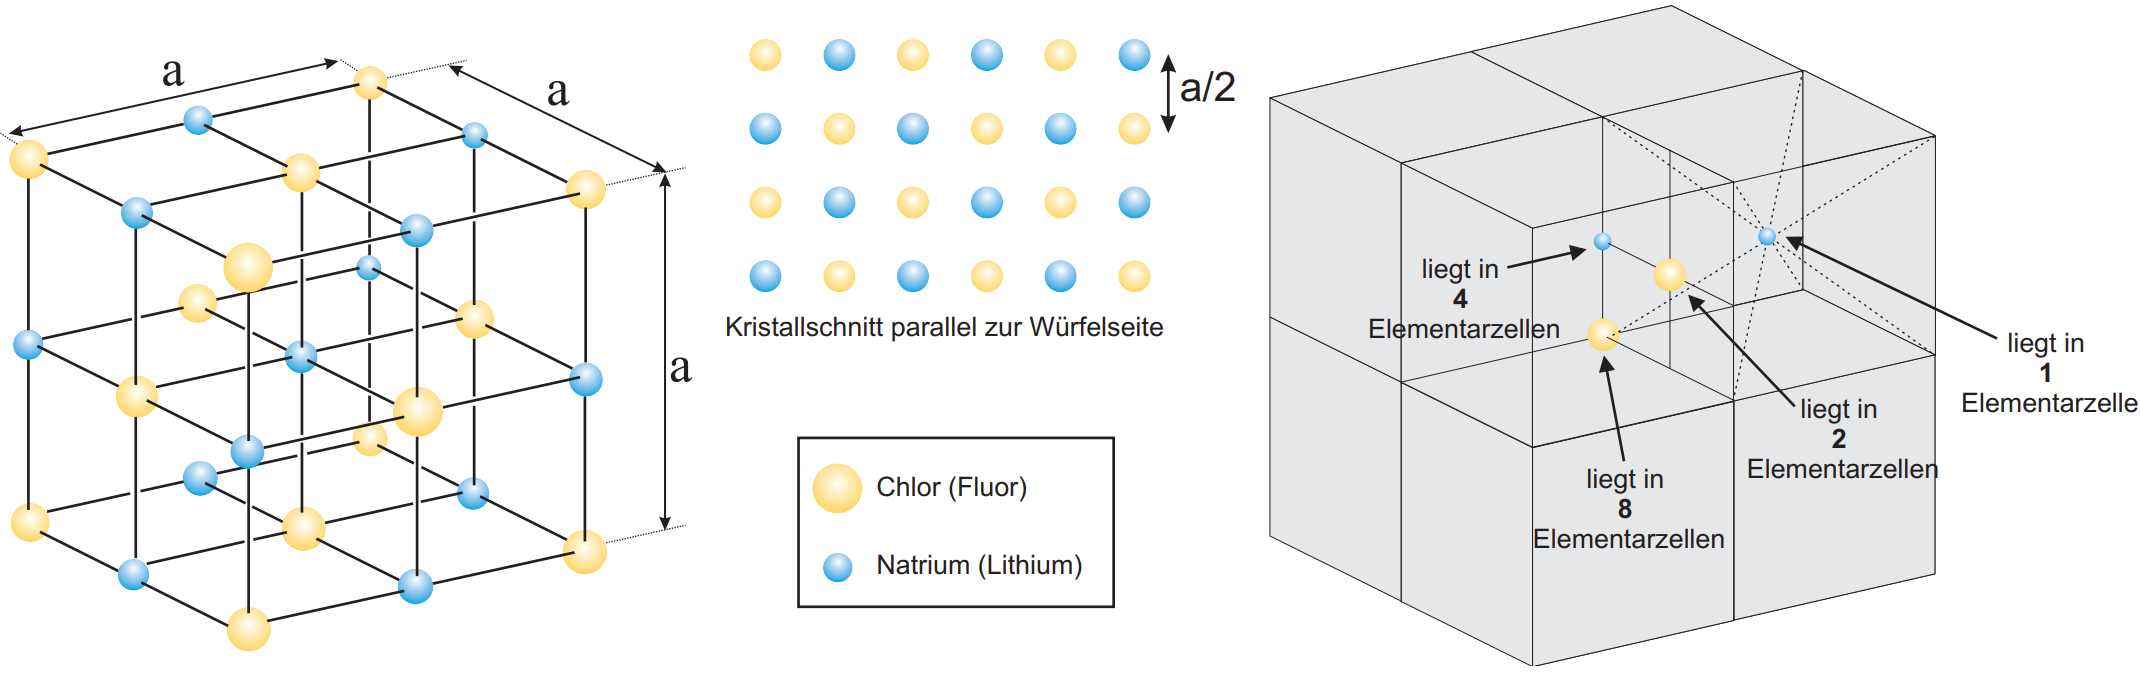 a
a
a
a/2
Kristallschnitt parallel zur Würfelseite
Chlor (Fluor)
Natrium (Lithium)
liegt in
4
Elementarzellen
liegt in
8
Elementarzellen
liegt in
2
Elementarzellen
liegt in
1
Elementarzelle